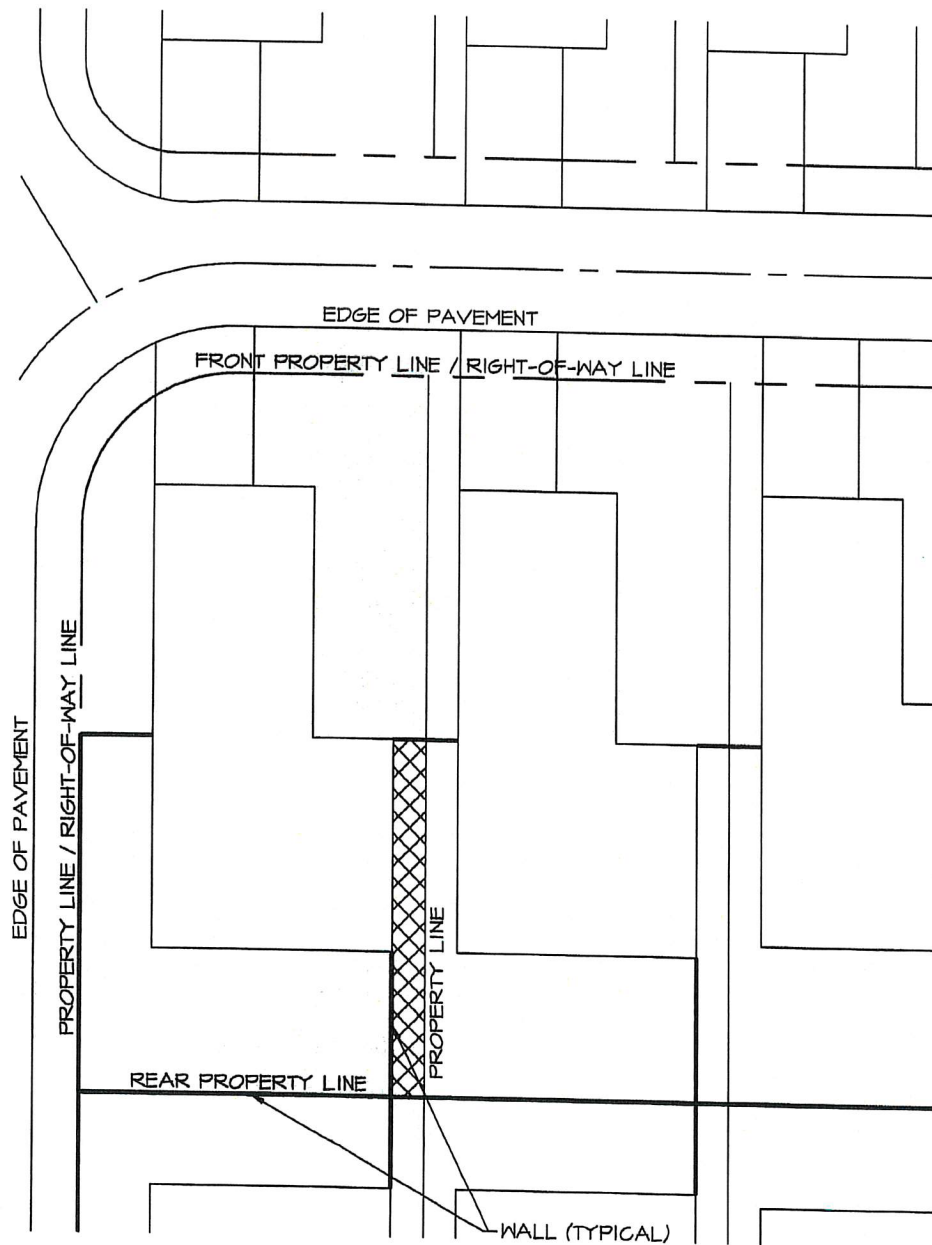 EDGE OF PAVEMENT
FRONT PROPERTY LINE / RIGHT-OF-WAY LINE
EDGE OF PAVEMENT
PROPERTY LINE / RIGHT-OF-WAY LINE
PROPERTY LINE
REAR PROPERTY LINE
WALL (TYPICAL)